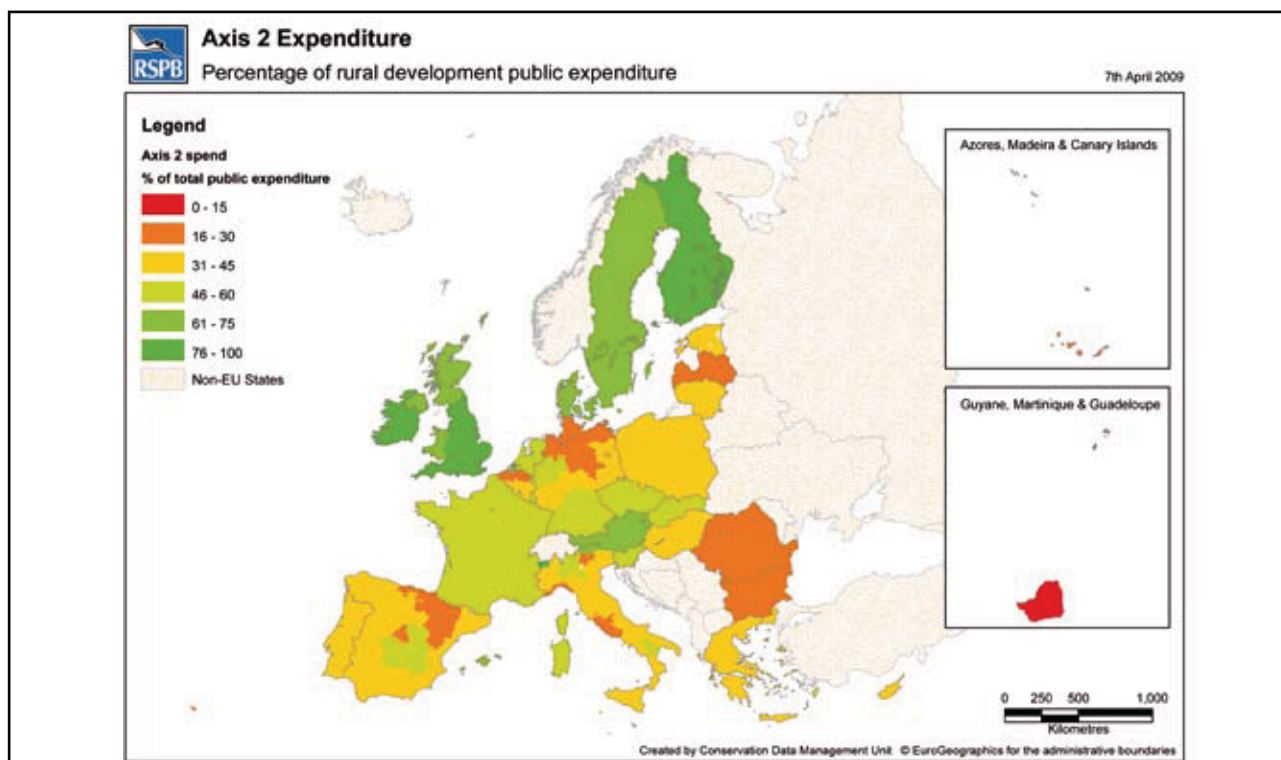 RSPB
Axis 2 Expenditure
Percentage of rural development public expenditure
7th April 2009
Legend
Axis 2 spend
% of total public expenditure
0 - 15
16 - 30
31 - 45
46 - 60
61 - 75
76 - 100
Non-EU States
Azores, Madeira & Canary Islands
Guyane, Martinique & Guadeloupe
0 250 500 1,000
Kilometres
Created by Conservation Data Management Unit © EuroGeographics for the administrative boundaries